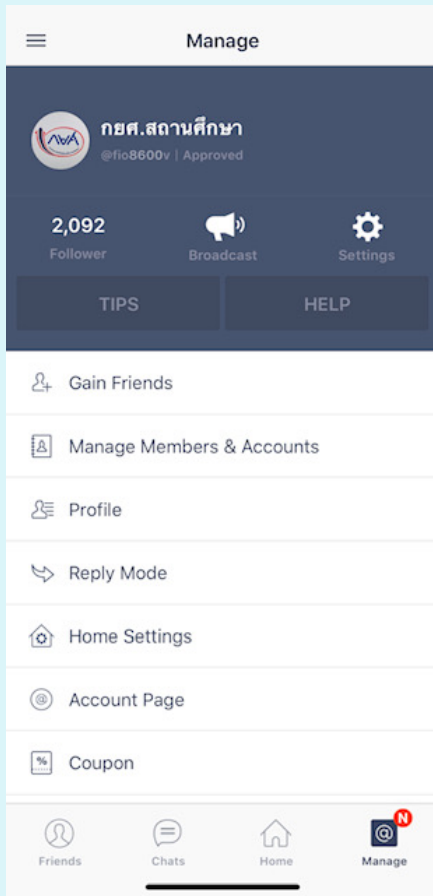 Manage
กยศ.สถานศึกษา
@fio8600v | Approved
2,092
Follower
Broadcast
Settings
TIPS
HELP
Gain Friends
Manage Members & Accounts
Profile
Reply Mode
Home Settings
@ Account Page
% Coupon
Friends
Chats
Home
@ N
Manage